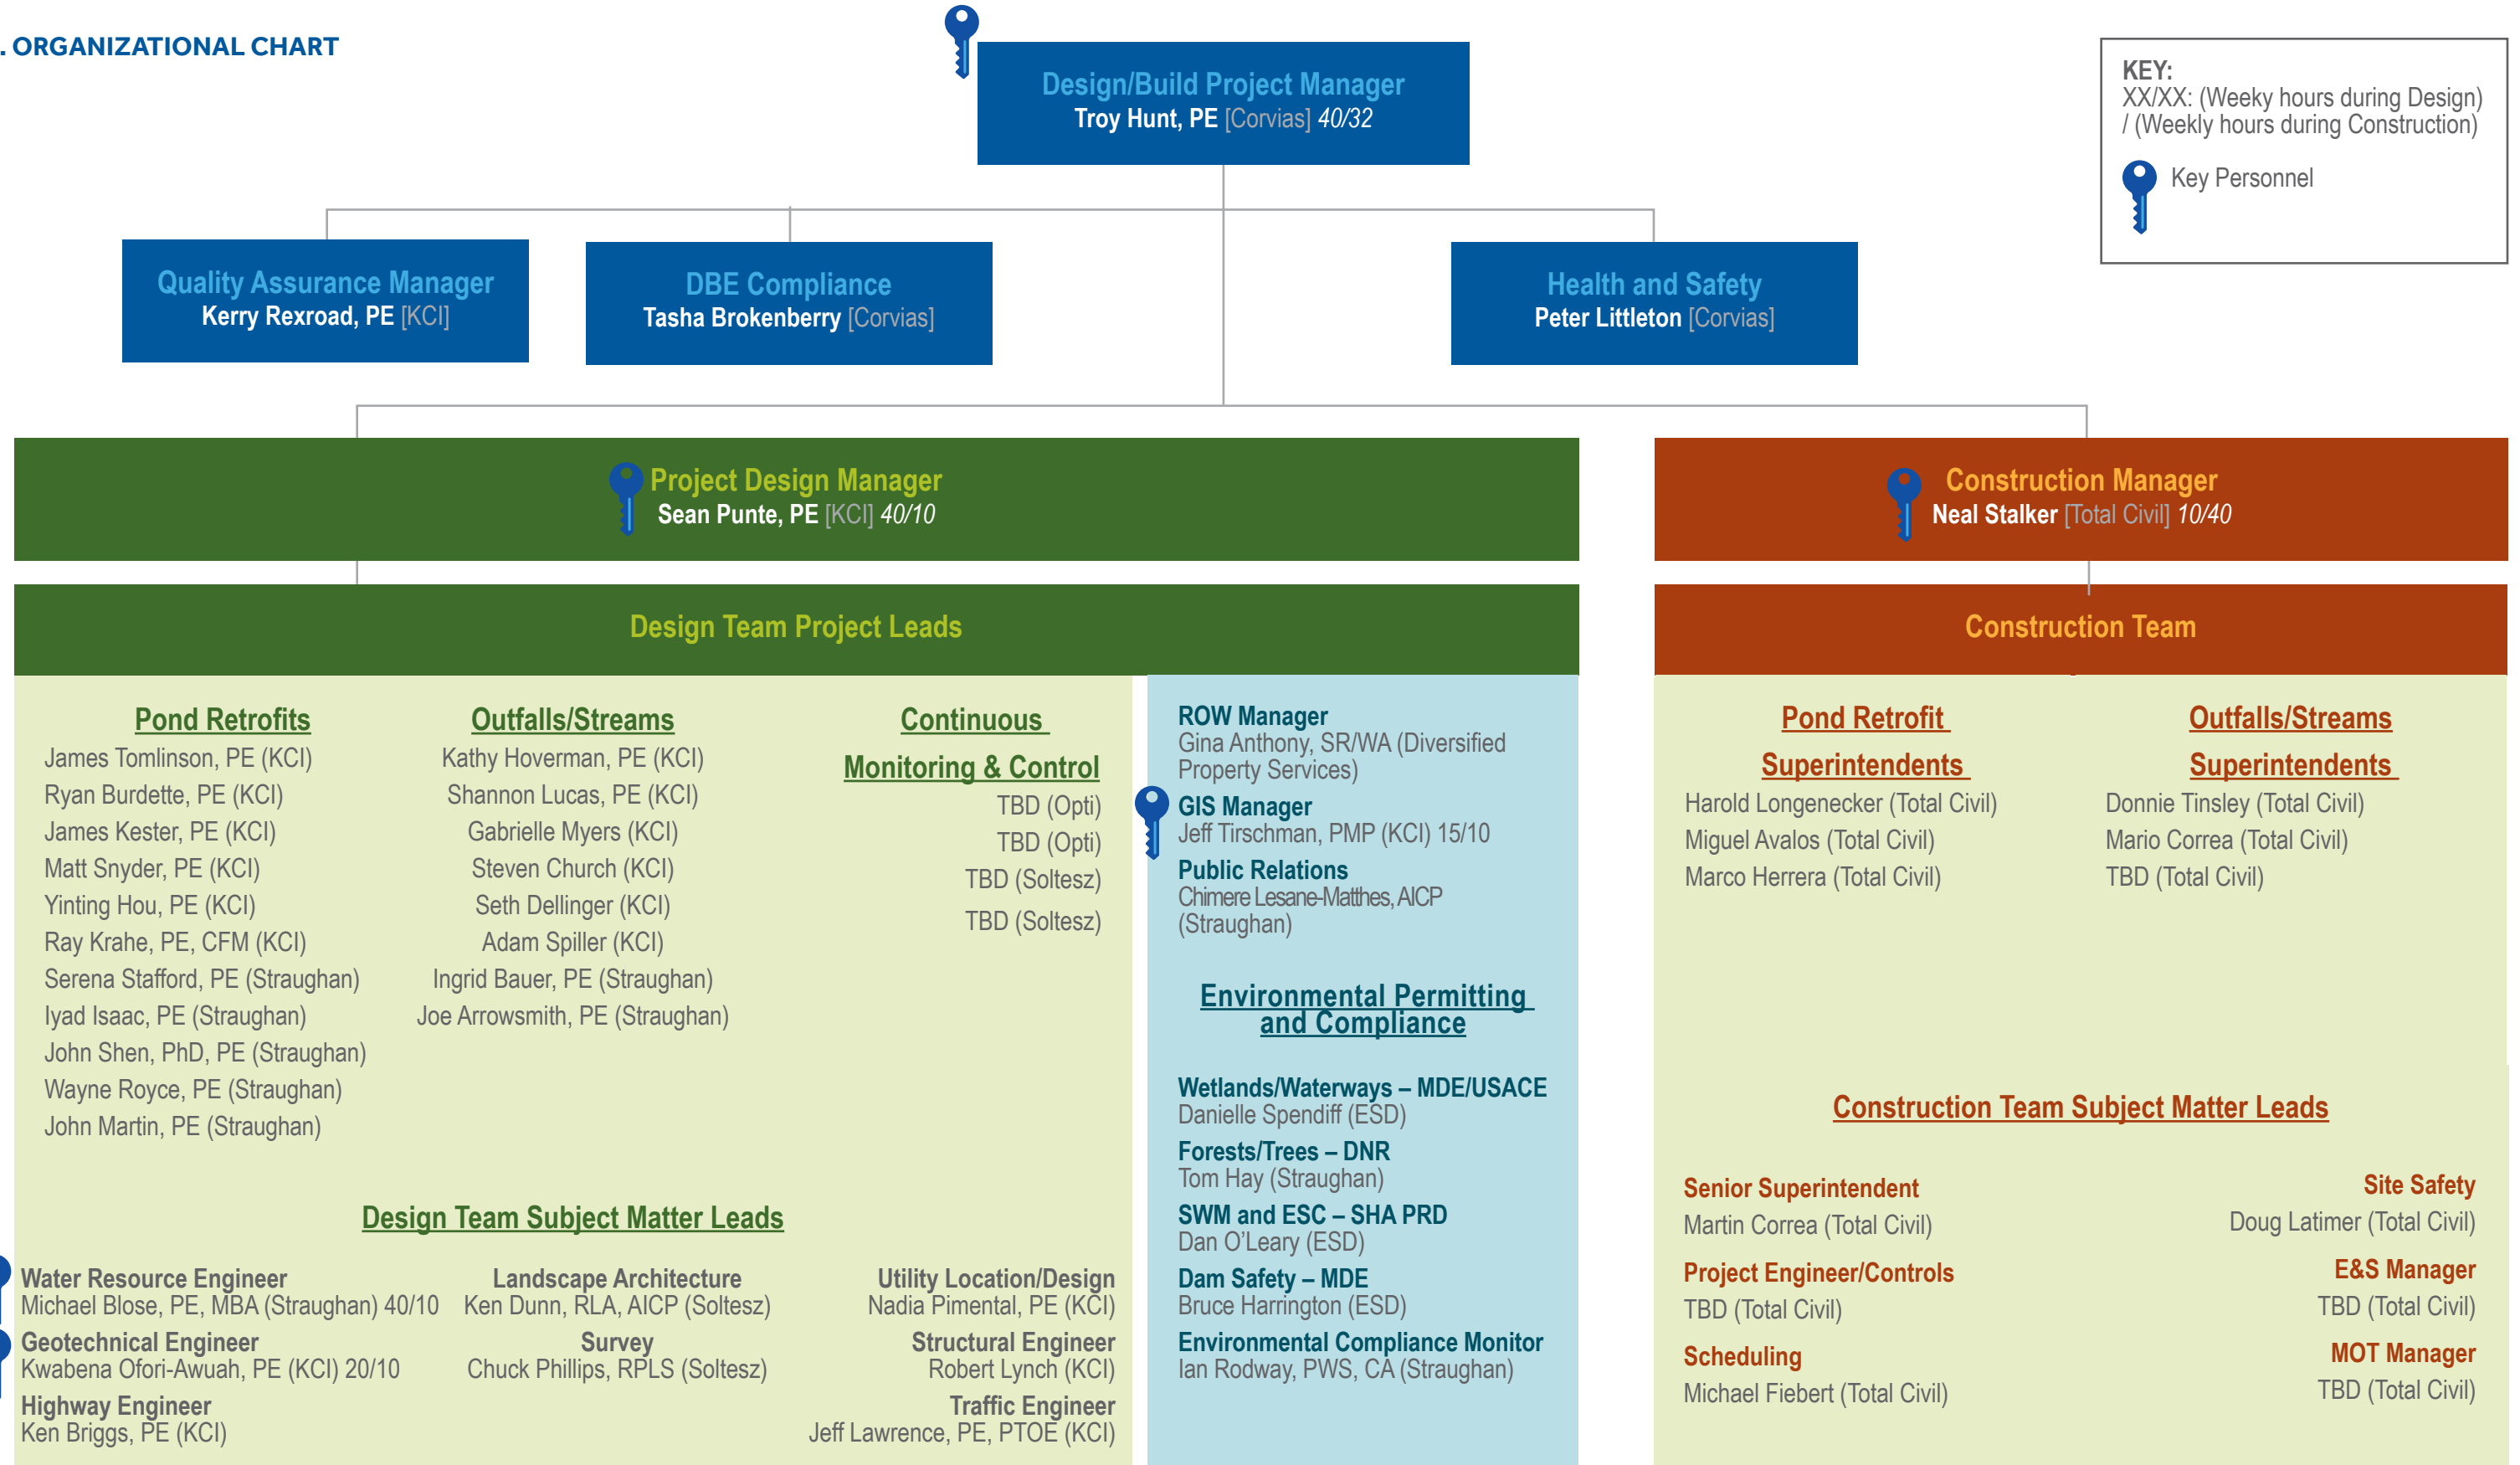 . ORGANIZATIONAL CHART
Design/Build Project Manager
Troy Hunt, PE [Corvias] 40/32
KEY:
XX/XX: (Weeky hours during Design)
/ (Weekly hours during Construction)
Key Personnel
Quality Assurance Manager
Kerry Rexroad, PE [KCI]
DBE Compliance
Tasha Brokenberry [Corvias]
Health and Safety
Peter Littleton [Corvias]
Project Design Manager
Sean Punte, PE [KCI] 40/10
Construction Manager
Neal Stalker [Total Civil] 10/40
Design Team Project Leads
Construction Team
Pond Retrofits
James Tomlinson, PE (KCI)
Ryan Burdette, PE (KCI)
James Kester, PE (KCI)
Matt Snyder, PE (KCI)
Yinting Hou, PE (KCI)
Ray Krahe, PE, CFM (KCI)
Serena Stafford, PE (Straughan)
Iyad Isaac, PE (Straughan)
John Shen, PhD, PE (Straughan)
Wayne Royce, PE (Straughan)
John Martin, PE (Straughan)
Outfalls/Streams
Kathy Hoverman, PE (KCI)
Shannon Lucas, PE (KCI)
Gabrielle Myers (KCI)
Steven Church (KCI)
Seth Dellinger (KCI)
Adam Spiller (KCI)
Ingrid Bauer, PE (Straughan)
Joe Arrowsmith, PE (Straughan)
Continuous
Monitoring & Control
TBD (Opti)
TBD (Opti)
TBD (Soltesz)
TBD (Soltesz)
Design Team Subject Matter Leads
Water Resource Engineer
Michael Blose, PE, MBA (Straughan) 40/10
Geotechnical Engineer
Kwabena Ofori-Awuah, PE (KCI) 20/10
Highway Engineer
Ken Briggs, PE (KCI)
Landscape Architecture
Ken Dunn, RLA, AICP (Soltesz)
Survey
Chuck Phillips, RPLS (Soltesz)
Utility Location/Design
Nadia Pimental, PE (KCI)
Structural Engineer
Robert Lynch (KCI)
Traffic Engineer
Jeff Lawrence, PE, PTOE (KCI)
ROW Manager
Gina Anthony, SR/WA (Diversified
Property Services)
GIS Manager
Jeff Tirschman, PMP (KCI) 15/10
Public Relations
Chimere Lesane-Matthes, AICP
(Straughan)
Environmental Permitting
and Compliance
Wetlands/Waterways – MDE/USACE
Danielle Spendiff (ESD)
Forests/Trees – DNR
Tom Hay (Straughan)
SWM and ESC – SHA PRD
Dan O’Leary (ESD)
Dam Safety – MDE
Bruce Harrington (ESD)
Environmental Compliance Monitor
Ian Rodway, PWS, CA (Straughan)
Pond Retrofit
Superintendents
Harold Longenecker (Total Civil)
Miguel Avalos (Total Civil)
Marco Herrera (Total Civil)
Outfalls/Streams
Superintendents
Donnie Tinsley (Total Civil)
Mario Correa (Total Civil)
TBD (Total Civil)
Construction Team Subject Matter Leads
Senior Superintendent
Martin Correa (Total Civil)
Project Engineer/Controls
TBD (Total Civil)
Scheduling
Michael Fiebert (Total Civil)
Site Safety
Doug Latimer (Total Civil)
E&S Manager
TBD (Total Civil)
MOT Manager
TBD (Total Civil)